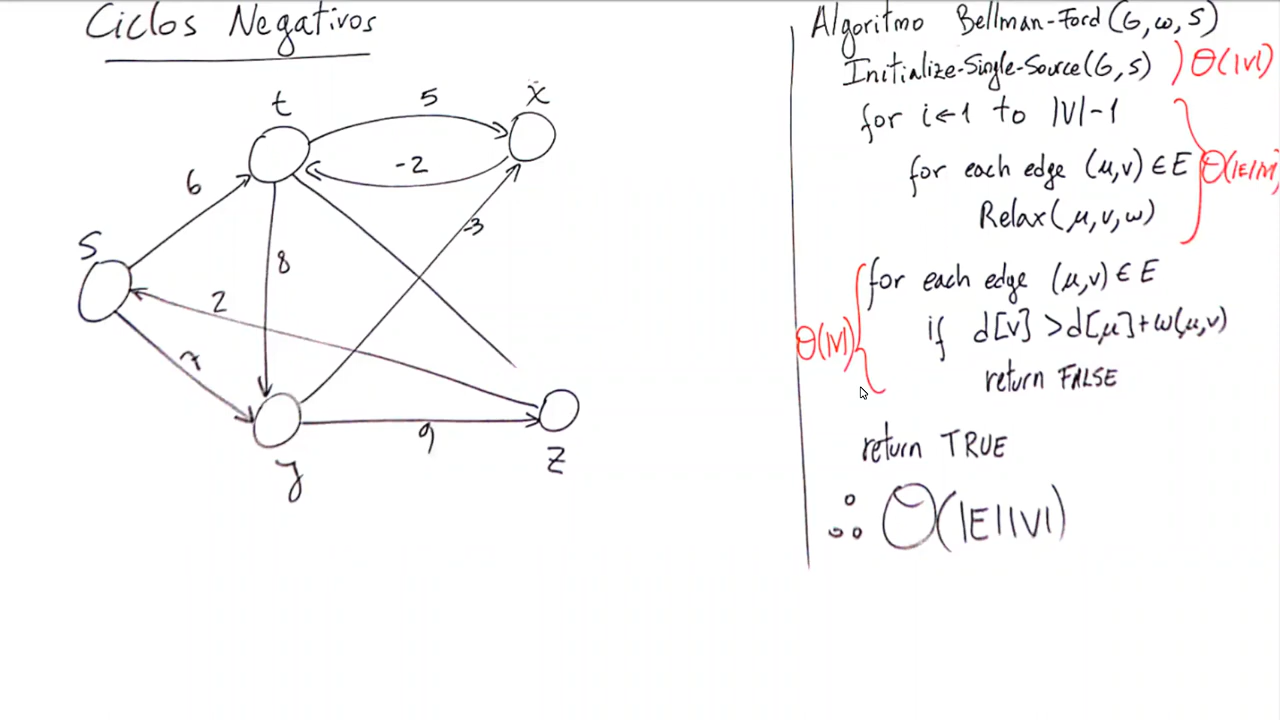 Ciclos Negativos
t
5
x
-2
6
-3
S
8
2
7
9
y
z
Algoritmo Bellman-Ford(G,w,S)
Initialize-Single-Source(G,s) ) Θ(|V|)
for i←1 to |V|-1
for each edge (μ,v) ∈ E Θ(|E||V|)
Relax(μ,v,w)
for each edge (μ,v) ∈ E
Θ(|V|) if d[v] > d[μ]+w(μ,v)
return FALSE
return TRUE
∴ Θ(|E||V|)